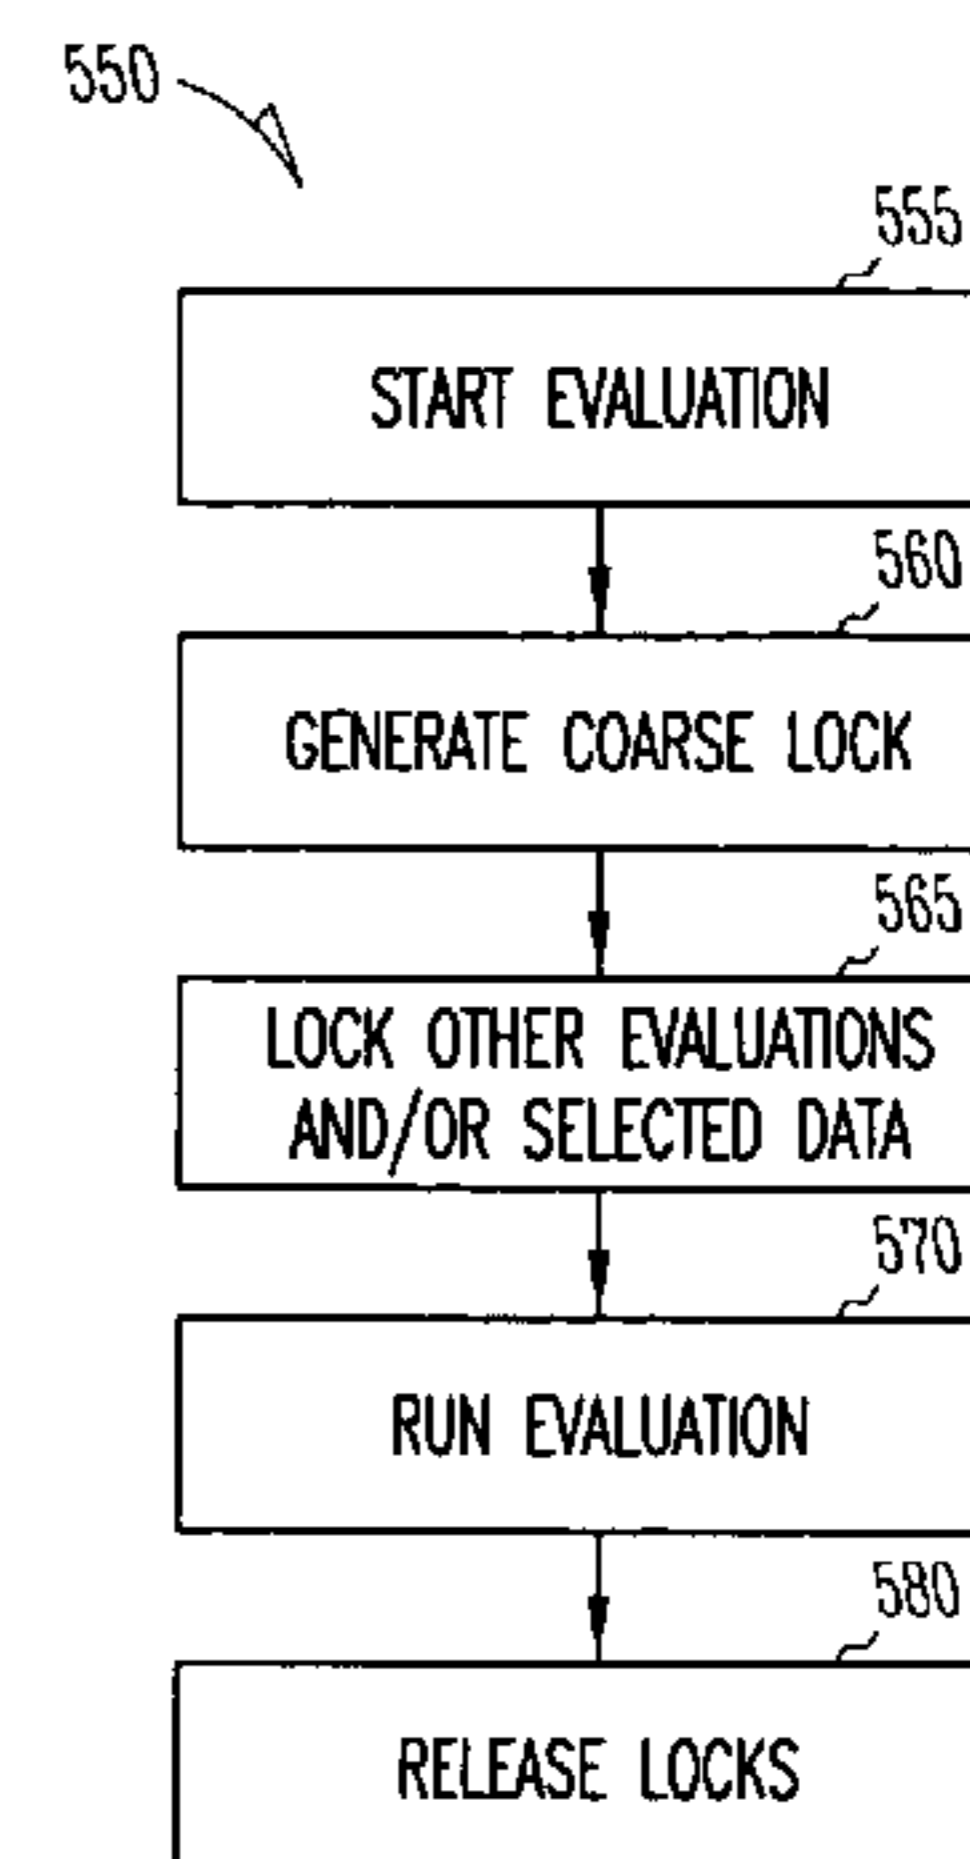 550
555
START EVALUATION
560
GENERATE COARSE LOCK
565
LOCK OTHER EVALUATIONS
AND/OR SELECTED DATA
570
RUN EVALUATION
580
RELEASE LOCKS